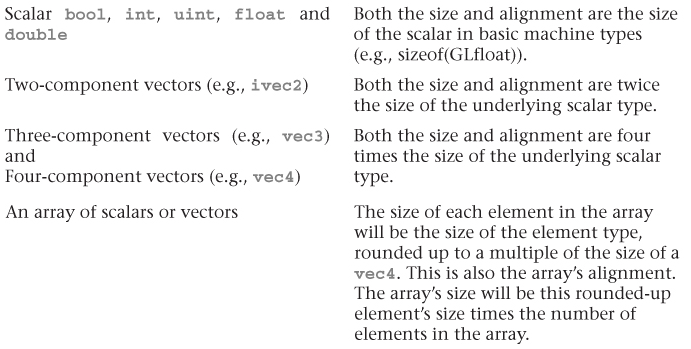 Scalar bool, int, uint, float and
double
Both the size and alignment are the size
of the scalar in basic machine types
(e.g., sizeof(GLfloat)).
Two-component vectors (e.g., ivec2)
Both the size and alignment are twice
the size of the underlying scalar type.
Three-component vectors (e.g., vec3)
and
Four-component vectors (e.g., vec4)
Both the size and alignment are four
times the size of the underlying scalar
type.
An array of scalars or vectors
The size of each element in the array
will be the size of the element type,
rounded up to a multiple of the size of a
vec4. This is also the array's alignment.
The array's size will be this rounded-up
element's size times the number of
elements in the array.